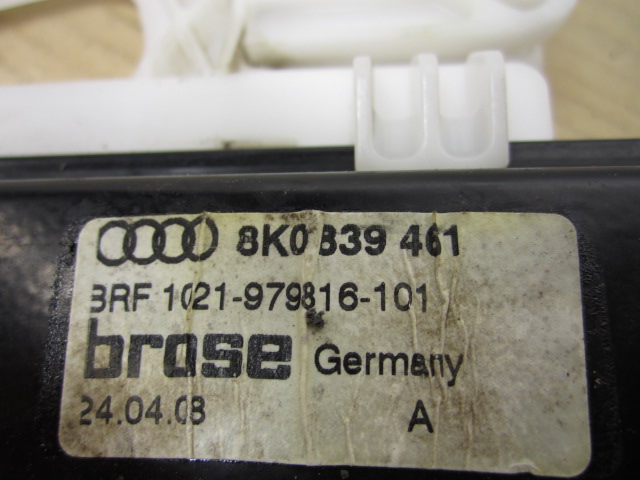 8K0 839 461
BRF 1021-979816-101
brose Germany
24.04.08 A